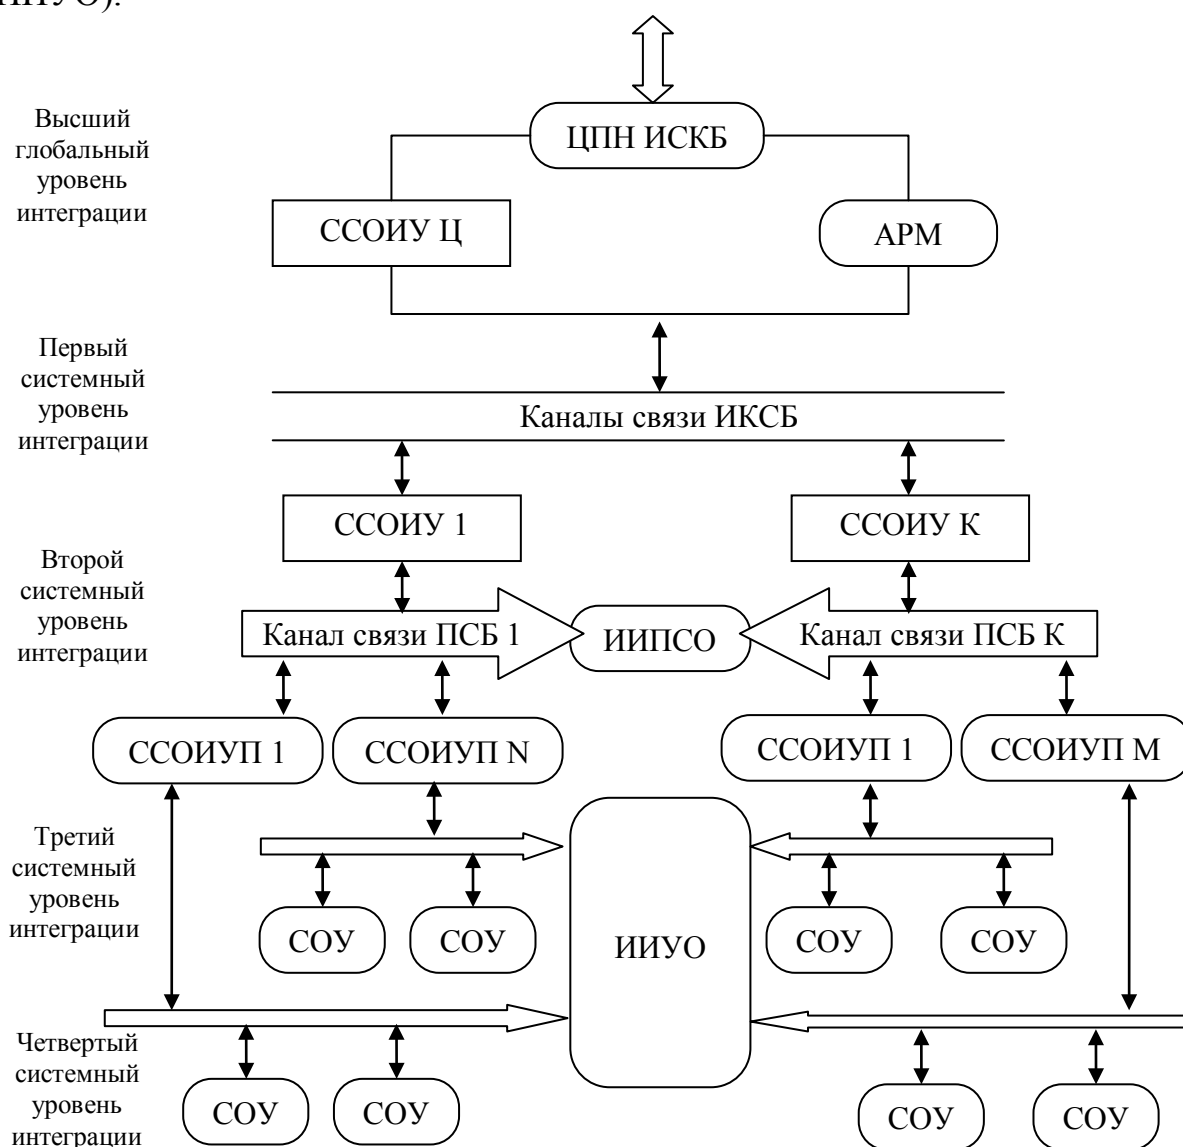 ИИУО).
ЦПН ИСКБ
Высший
глобальный
уровень
интеграции
ССОИУ Ц
АРМ
Первый
системный
уровень
интеграции
Каналы связи ИКСБ
ССОИУ 1
ССОИУ К
Второй
системный
уровень
интеграции
Канал связи ПСБ 1
ИИПСО
Канал связи ПСБ К
ССОИУП 1
ССОИУП N
ССОИУП 1
ССОИУП М
Третий
системный
уровень
интеграции
СОУ
СОУ
ИИУО
СОУ
СОУ
Четвертый
системный
уровень
интеграции
СОУ
СОУ
СОУ
СОУ